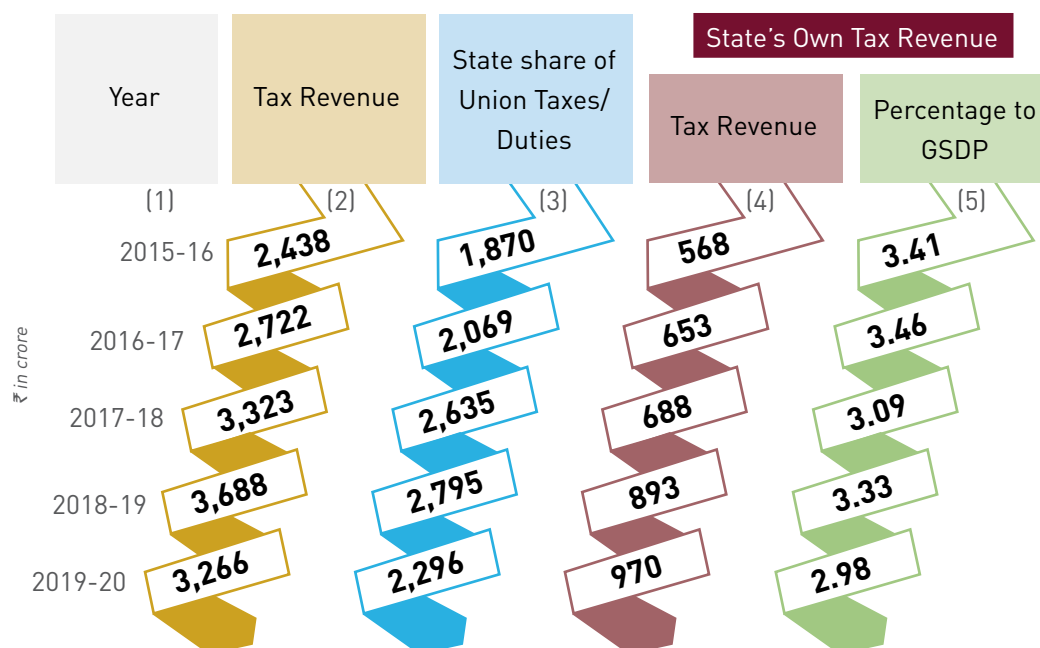 State's Own Tax Revenue
Year
Tax Revenue
State share of
Union Taxes/
Duties
Tax Revenue
Percentage to
GSDP
(1) (2) (3) (4) (5)
2015-16 2,438 1,870 568 3.41
2016-17 2,722 2,069 653 3.46
2017-18 3,323 2,635 688 3.09
2018-19 3,688 2,795 893 3.33
2019-20 3,266 2,296 970 2.98
₹ in crore